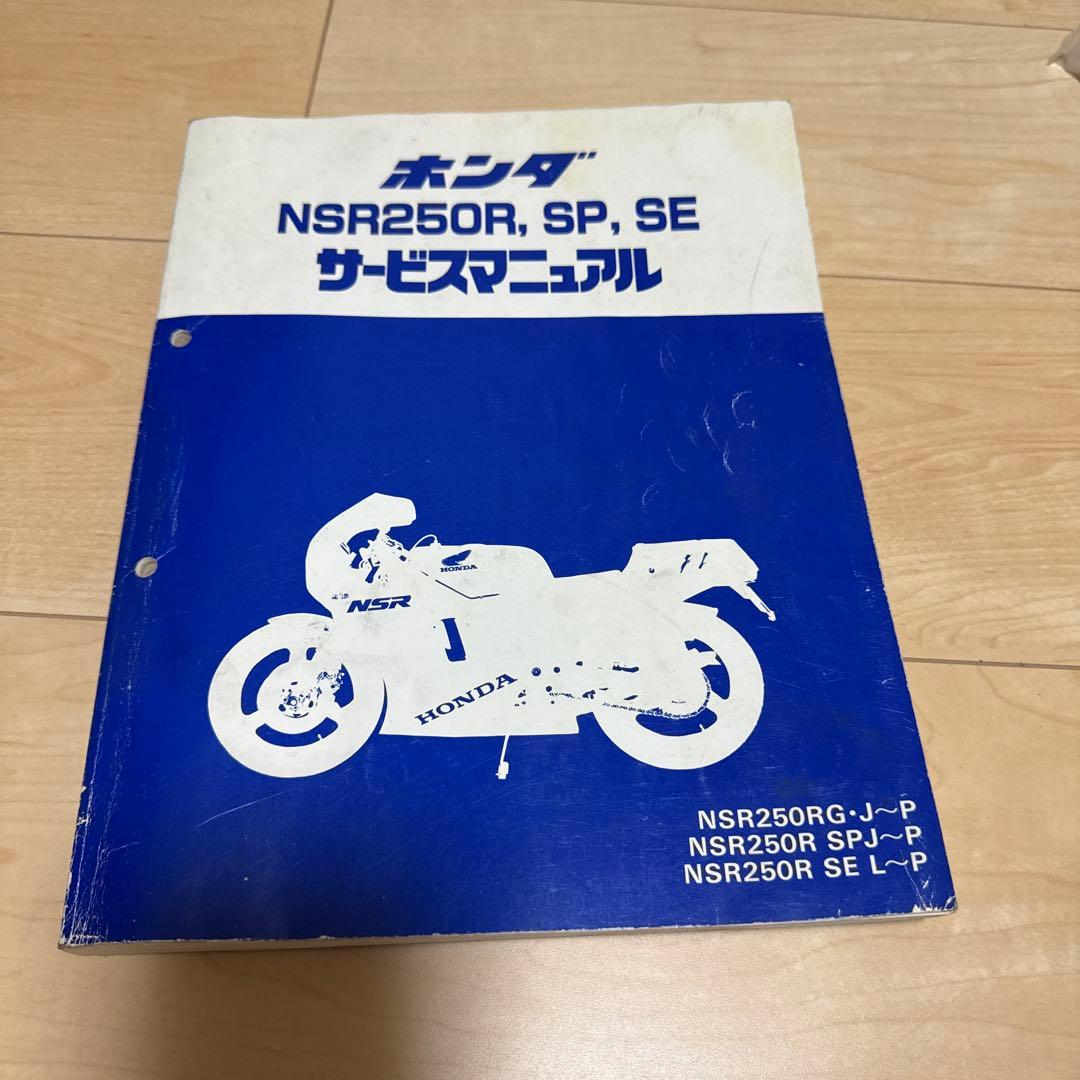 ホンダ
NSR250R, SP, SE
サービスマニュアル
HONDA
NSR
HONDA
NSR250RG・J〜P
NSR250R SPJ〜P
NSR250R SE L〜P